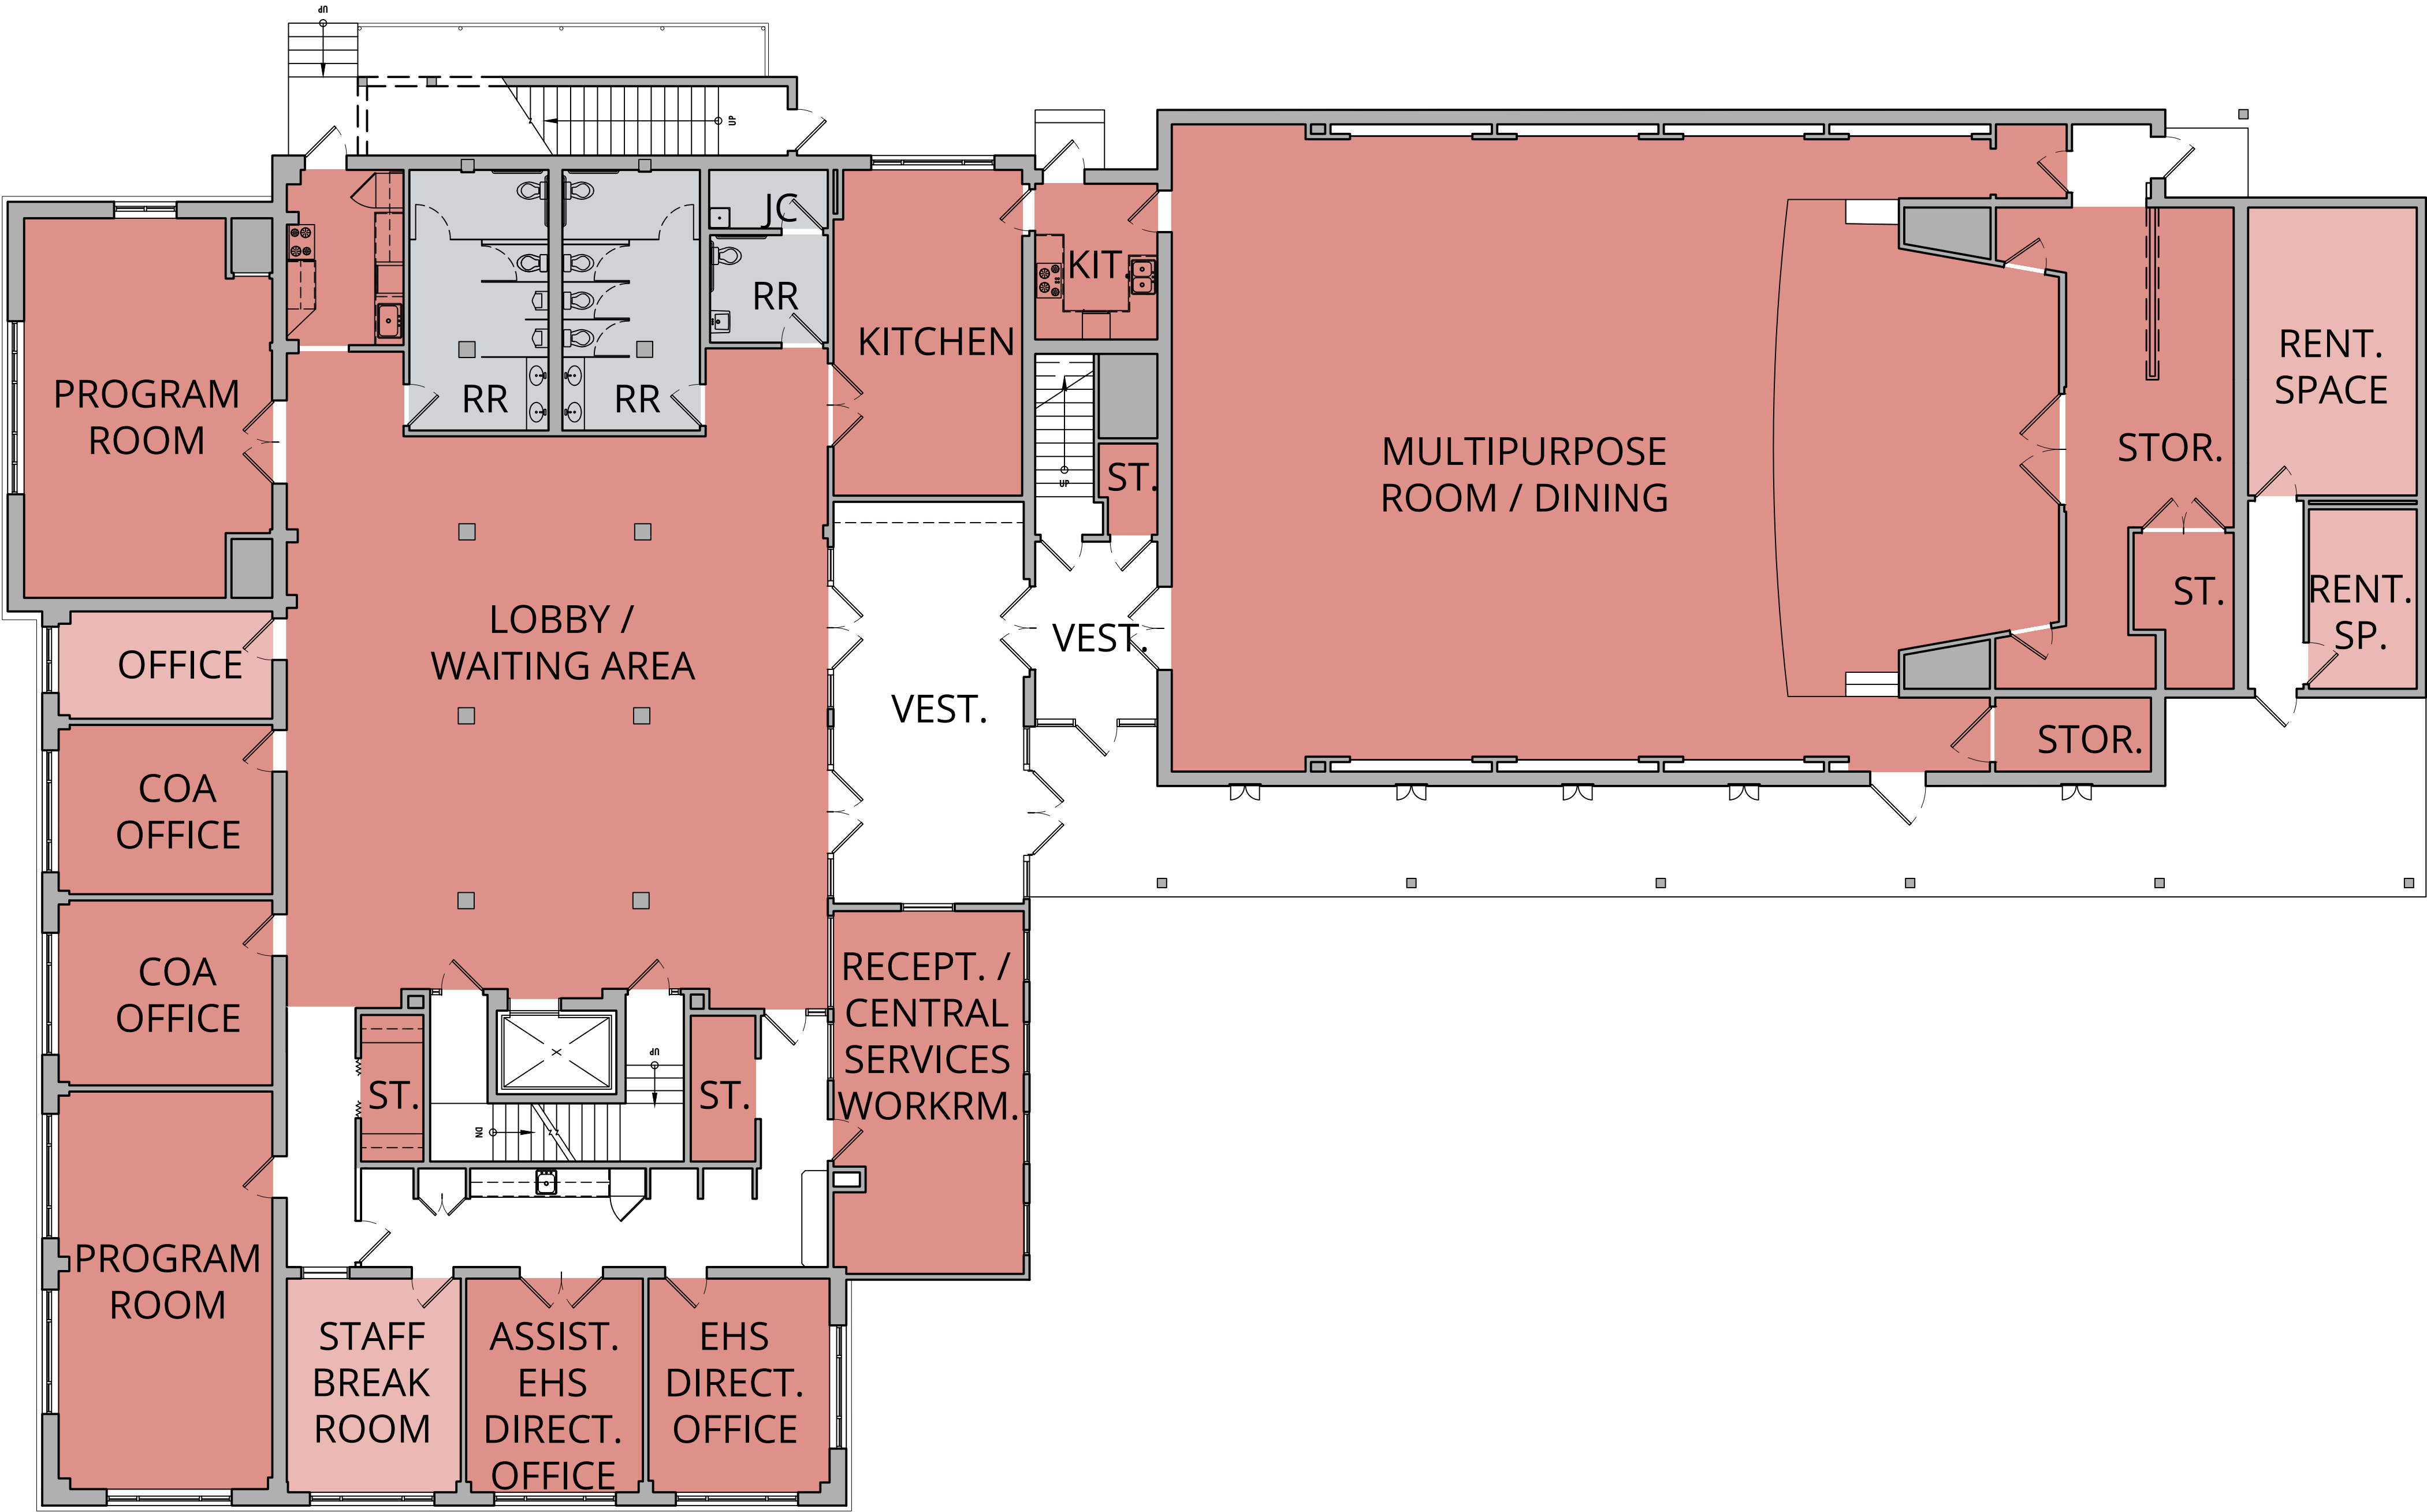 UP
UP
JC
RR
RR
RR
KITCHEN
KIT
PROGRAM
ROOM
LOBBY /
WAITING AREA
OFFICE
COA
OFFICE
COA
OFFICE
PROGRAM
ROOM
VEST.
VEST.
ST.
UP
MULTIPURPOSE
ROOM / DINING
STOR.
ST.
STOR.
RENT.
SPACE
RENT.
SP.
RECEPT. /
CENTRAL
SERVICES
WORKRM.
ST.
ST.
UP
DN
STAFF
BREAK
ROOM
ASSIST.
EHS
DIRECT.
OFFICE
EHS
DIRECT.
OFFICE